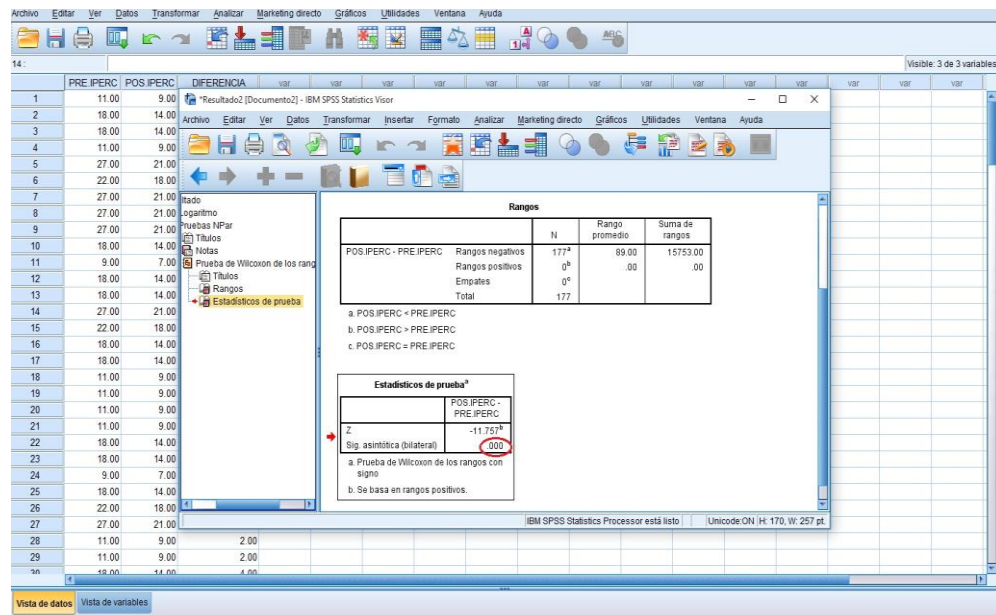 Archivo Editar Ver Datos Transformar Analizar Marketing directo Gráficos Utilidades Ventana Ayuda
14 :
Visible: 3 de 3 variables
PRE.IPERC POS.IPERC DIFERENCIA var var var var var var var var var var var var
1 11.00 9.00
2 18.00 14.00
3 18.00 14.00
4 11.00 9.00
5 27.00 21.00
6 22.00 18.00
7 27.00 21.00
8 27.00 21.00
9 27.00 21.00
10 18.00 14.00
11 9.00 7.00
12 18.00 14.00
13 18.00 14.00
14 27.00 21.00
15 22.00 18.00
16 18.00 14.00
17 18.00 14.00
18 11.00 9.00
19 11.00 9.00
20 11.00 9.00
21 11.00 9.00
22 18.00 14.00
23 18.00 14.00
24 9.00 7.00
25 18.00 14.00
26 22.00 18.00
27 27.00 21.00
28 11.00 9.00 2.00
29 11.00 9.00 2.00
30 18.00 14.00 4.00
*Resultado2 [Documento2] - IBM SPSS Statistics Visor
Archivo Editar Ver Datos Transformar Insertar Formato Analizar Marketing directo Gráficos Utilidades Ventana Ayuda
ltado
Logaritmo
Pruebas NPar
Títulos
Notas
Prueba de Wilcoxon de los rang
Títulos
Rangos
Estadísticos de prueba
Rangos
N Rango promedio Suma de rangos
POS.IPERC - PRE.IPERC Rangos negativos 177a 89.00 15753.00
Rangos positivos 0b .00 .00
Empates 0c
Total 177
a. POS.IPERC < PRE.IPERC
b. POS.IPERC > PRE.IPERC
c. POS.IPERC = PRE.IPERC
Estadísticos de pruebaa
POS.IPERC -
PRE.IPERC
Z -11.757b
Sig. asintótica (bilateral) .000
a. Prueba de Wilcoxon de los rangos con
signo
b. Se basa en rangos positivos.
IBM SPSS Statistics Processor está listo Unicode:ON H: 170, W: 257 pt.
Vista de datos Vista de variables